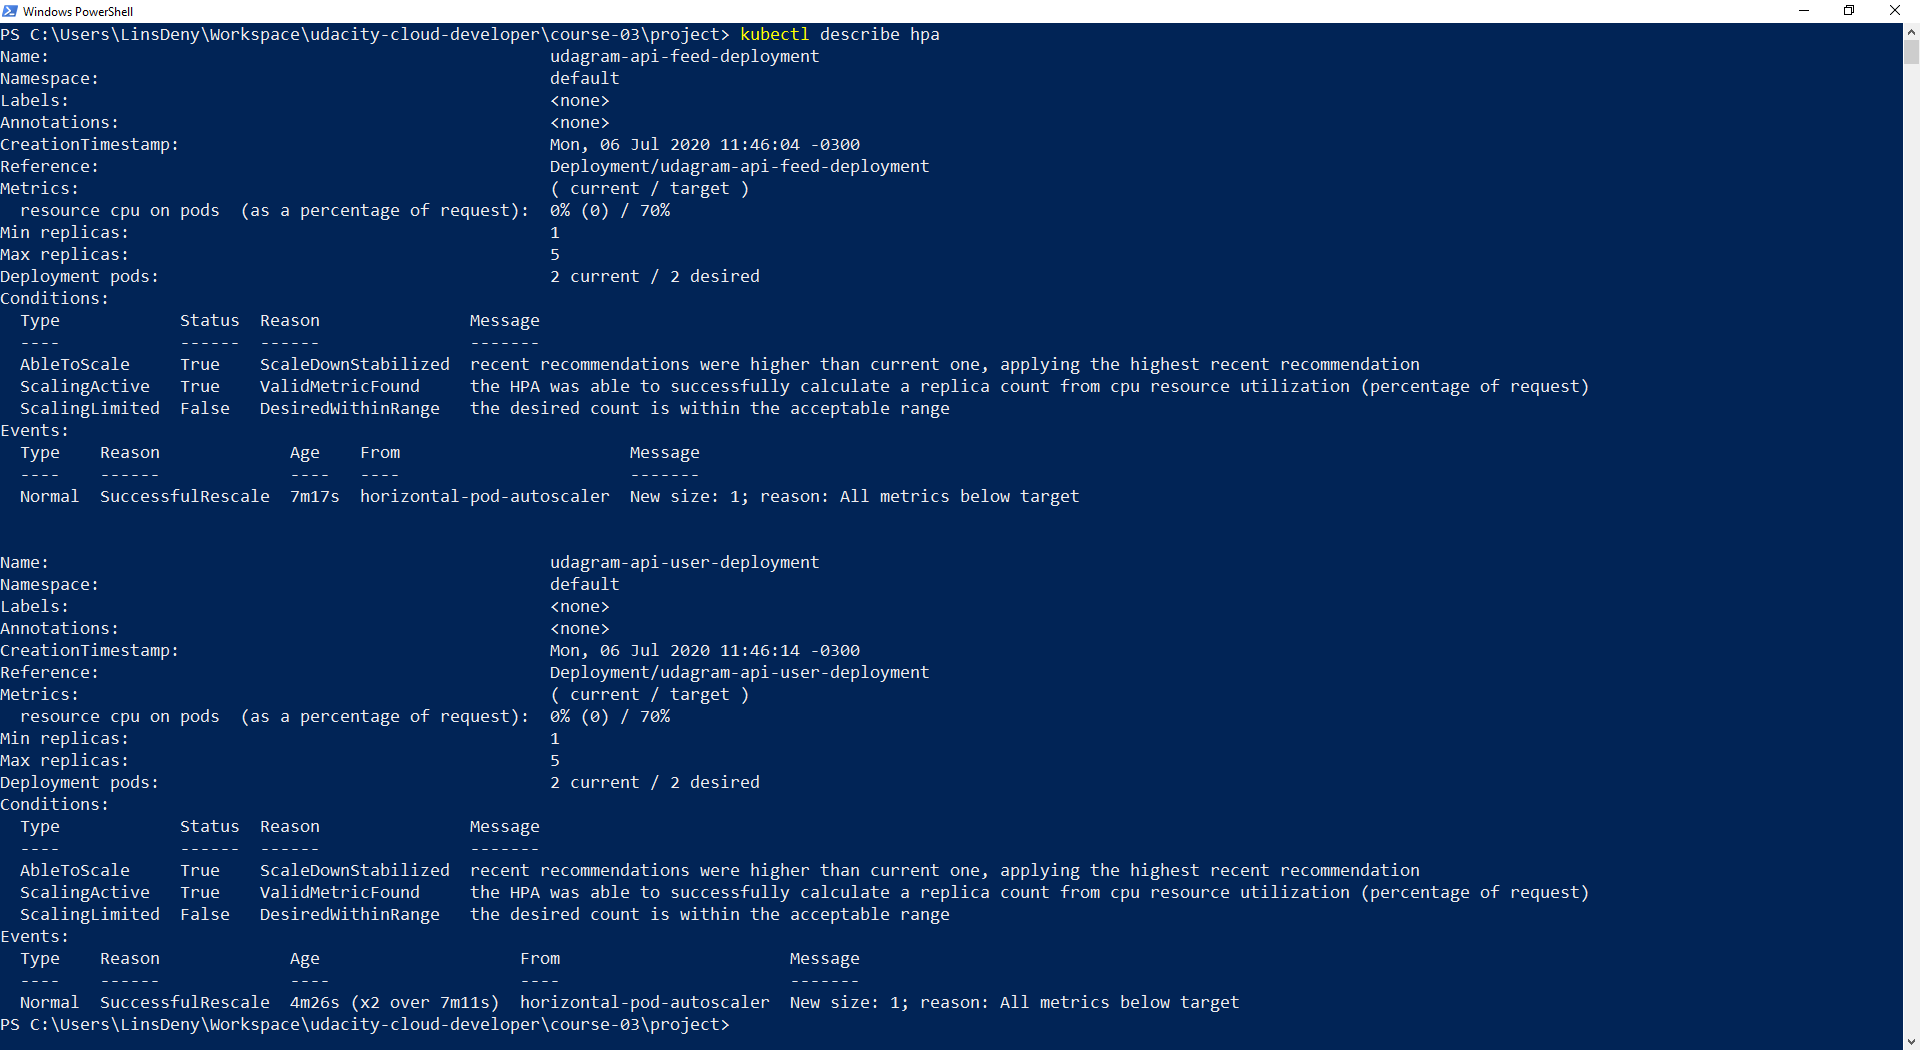 Windows PowerShell
PS C:\Users\LinsDeny\Workspace\udacity-cloud-developer\course-03\project> kubectl describe hpa
Name:                                                  udagram-api-feed-deployment
Namespace:                                             default
Labels:                                                <none>
Annotations:                                           <none>
CreationTimestamp:                                     Mon, 06 Jul 2020 11:46:04 -0300
Reference:                                             Deployment/udagram-api-feed-deployment
Metrics:                                               ( current / target )
  resource cpu on pods  (as a percentage of request):  0% (0) / 70%
Min replicas:                                          1
Max replicas:                                          5
Deployment pods:                                       2 current / 2 desired
Conditions:
  Type            Status  Reason               Message
  ----            ------  ------               -------
  AbleToScale     True    ScaleDownStabilized  recent recommendations were higher than current one, applying the highest recent recommendation
  ScalingActive   True    ValidMetricFound     the HPA was able to successfully calculate a replica count from cpu resource utilization (percentage of request)
  ScalingLimited  False   DesiredWithinRange   the desired count is within the acceptable range
Events:
  Type    Reason             Age    From                       Message
  ----    ------             ----   ----                       -------
  Normal  SuccessfulRescale  7m17s  horizontal-pod-autoscaler  New size: 1; reason: All metrics below target
Name:                                                  udagram-api-user-deployment
Namespace:                                             default
Labels:                                                <none>
Annotations:                                           <none>
CreationTimestamp:                                     Mon, 06 Jul 2020 11:46:14 -0300
Reference:                                             Deployment/udagram-api-user-deployment
Metrics:                                               ( current / target )
  resource cpu on pods  (as a percentage of request):  0% (0) / 70%
Min replicas:                                          1
Max replicas:                                          5
Deployment pods:                                       2 current / 2 desired
Conditions:
  Type            Status  Reason               Message
  ----            ------  ------               -------
  AbleToScale     True    ScaleDownStabilized  recent recommendations were higher than current one, applying the highest recent recommendation
  ScalingActive   True    ValidMetricFound     the HPA was able to successfully calculate a replica count from cpu resource utilization (percentage of request)
  ScalingLimited  False   DesiredWithinRange   the desired count is within the acceptable range
Events:
  Type    Reason             Age                    From                       Message
  ----    ------             ----                   ----                       -------
  Normal  SuccessfulRescale  4m26s (x2 over 7m11s)  horizontal-pod-autoscaler  New size: 1; reason: All metrics below target
PS C:\Users\LinsDeny\Workspace\udacity-cloud-developer\course-03\project>